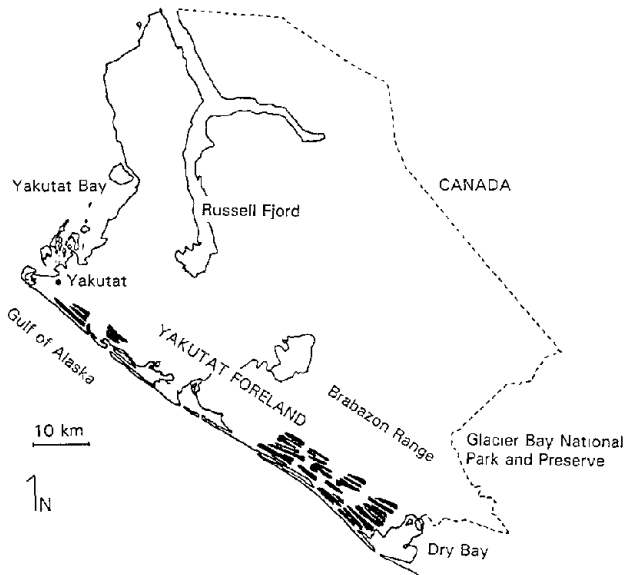 CANADA
Yakutat Bay
Russell Fjord
Yakutat
Gulf of Alaska
YAKUTAT FORELAND
Brabazon Range
10 km
Glacier Bay National
Park and Preserve
N
Dry Bay